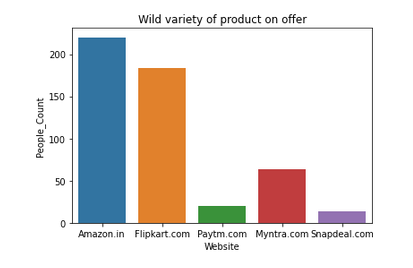 Wild variety of product on offer
200
150
100
50
0
People_Count
Amazon.in Flipkart.com Paytm.com Myntra.com Snapdeal.com
Website